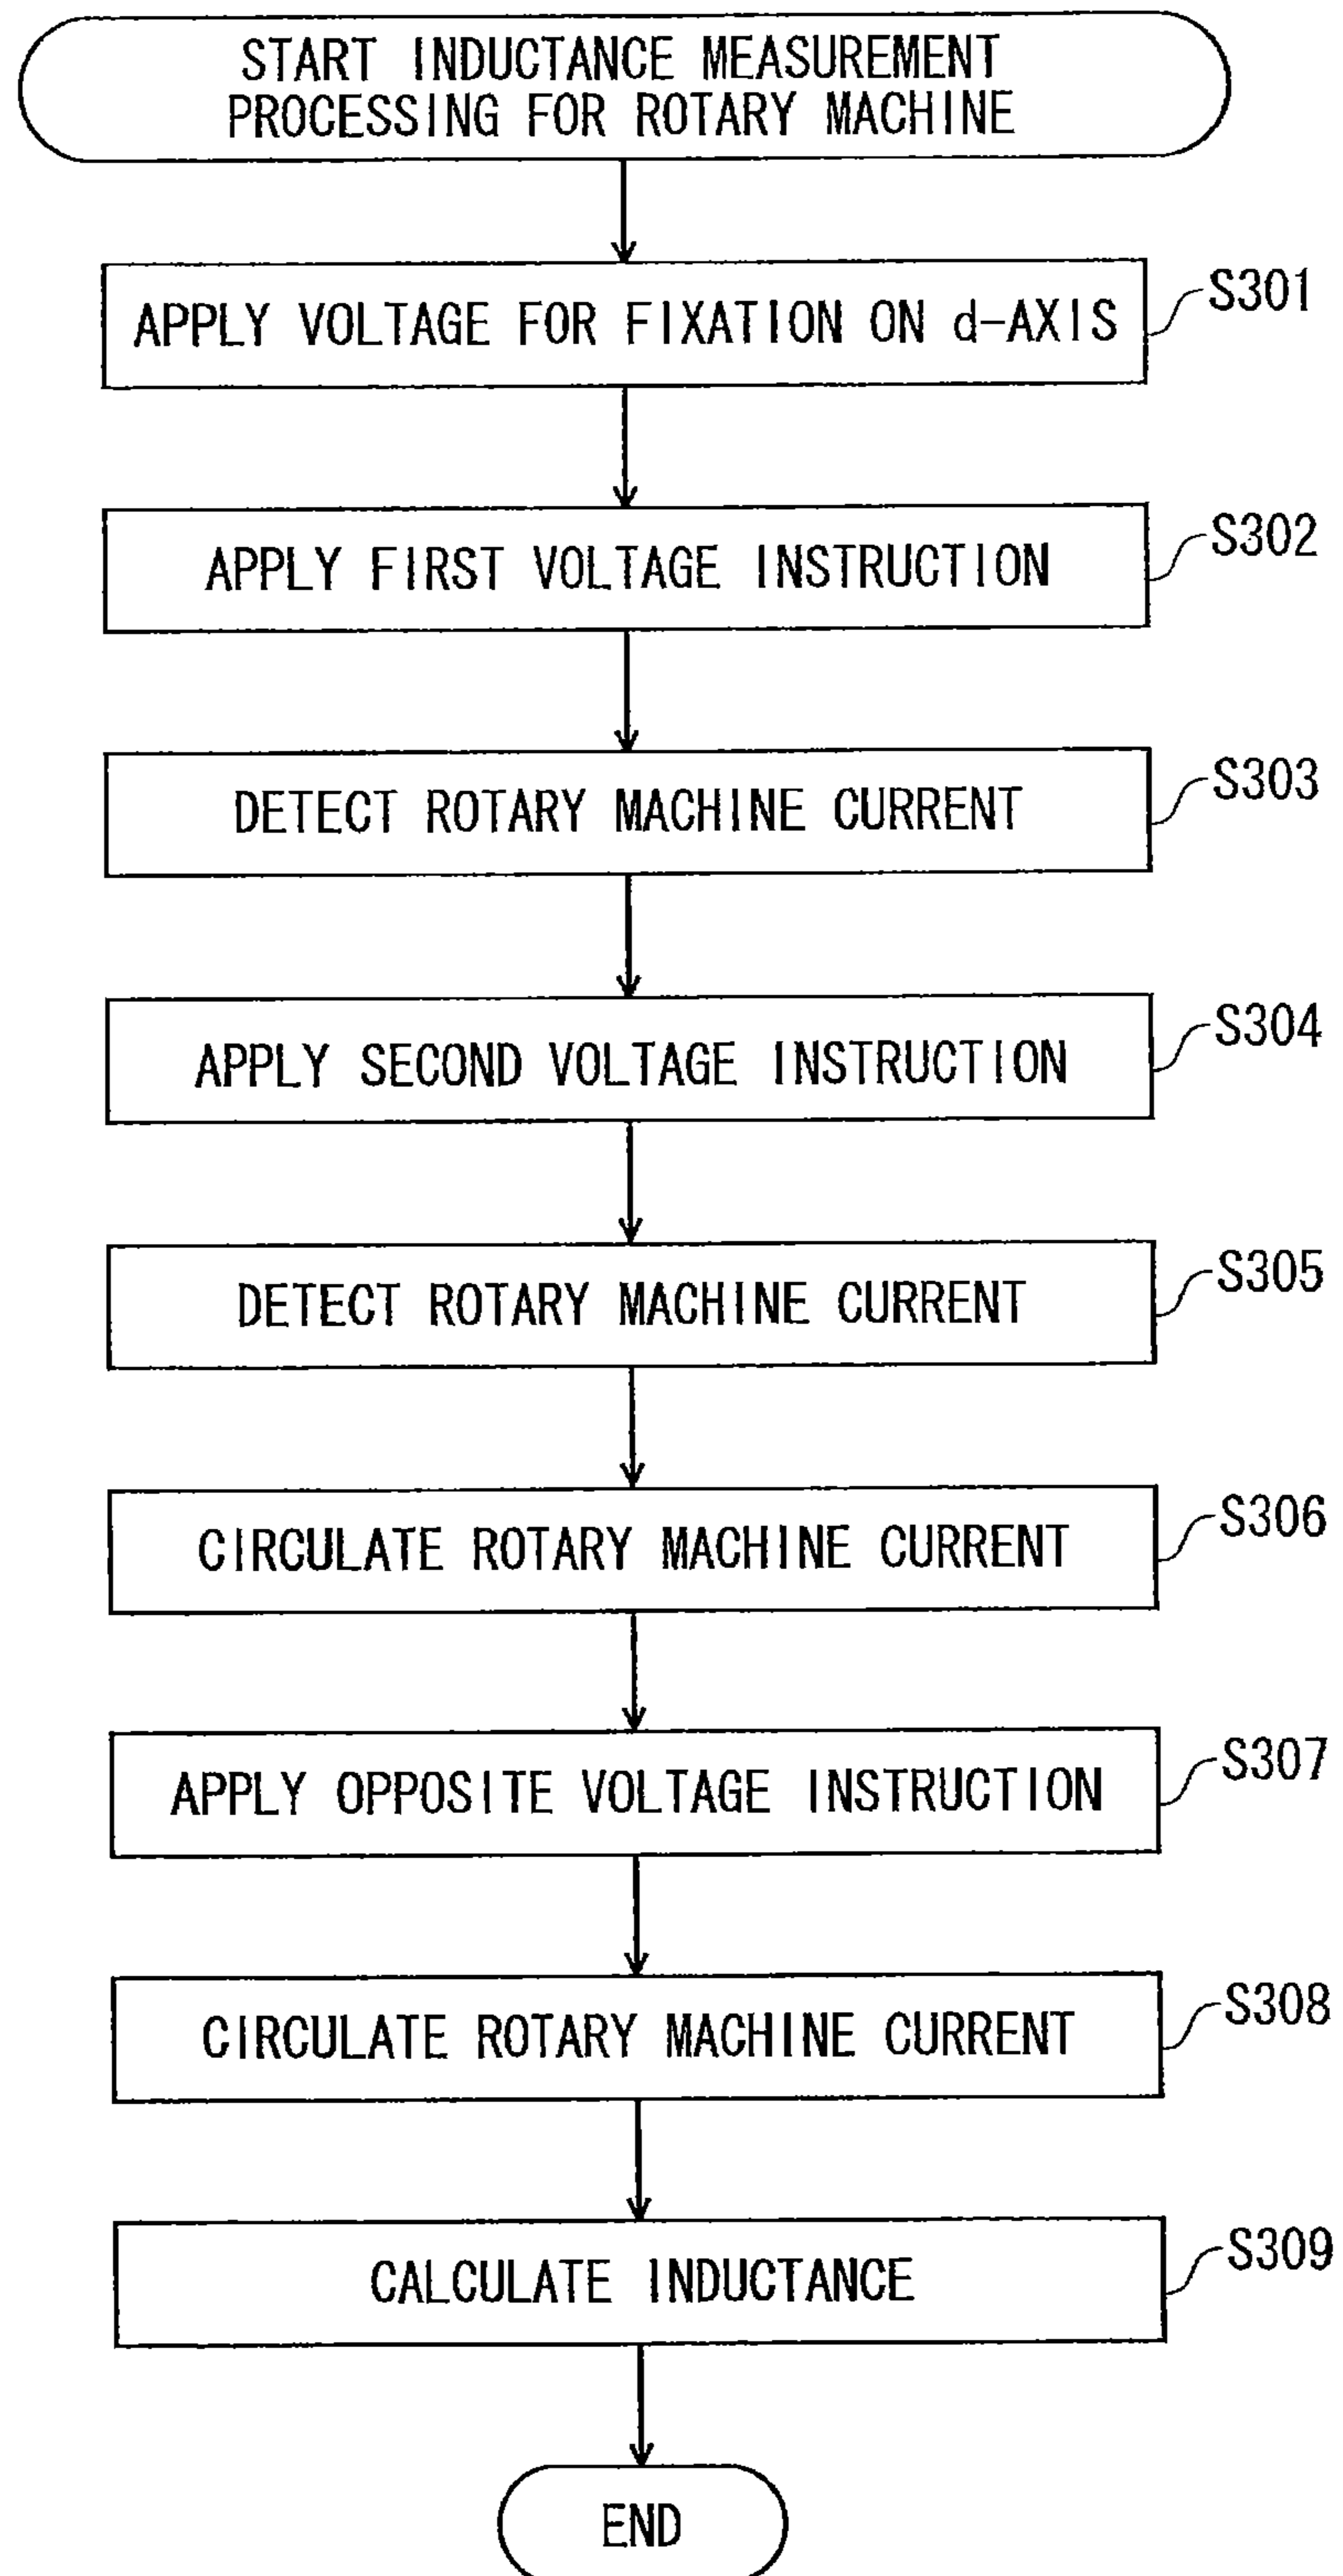 START INDUCTANCE MEASUREMENT
PROCESSING FOR ROTARY MACHINE
APPLY VOLTAGE FOR FIXATION ON d-AXIS
S301
APPLY FIRST VOLTAGE INSTRUCTION
S302
DETECT ROTARY MACHINE CURRENT
S303
APPLY SECOND VOLTAGE INSTRUCTION
S304
DETECT ROTARY MACHINE CURRENT
S305
CIRCULATE ROTARY MACHINE CURRENT
S306
APPLY OPPOSITE VOLTAGE INSTRUCTION
S307
CIRCULATE ROTARY MACHINE CURRENT
S308
CALCULATE INDUCTANCE
S309
END